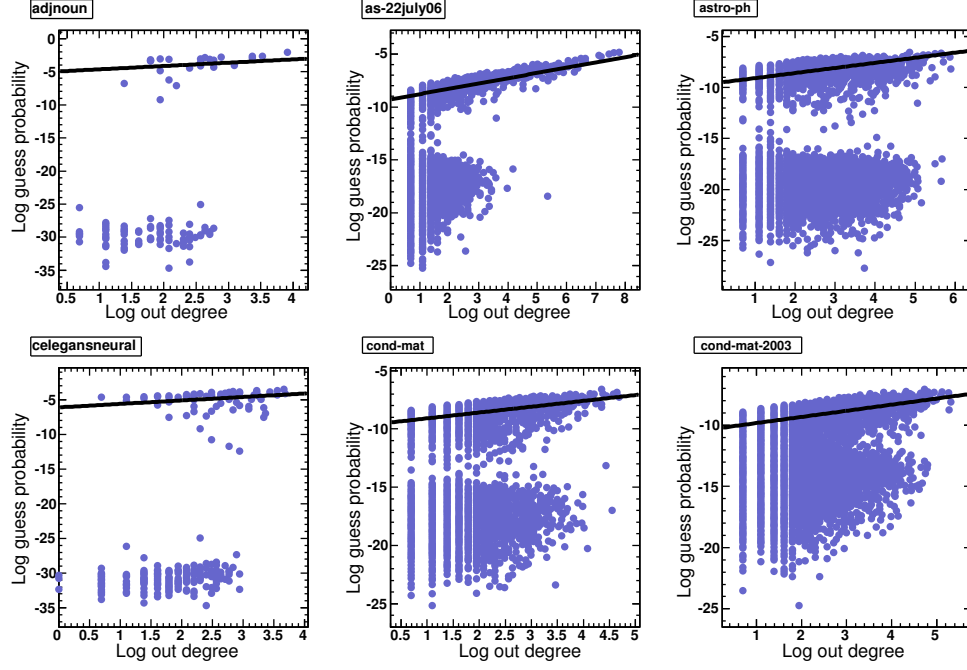 adjnoun
0
-5
-10
-15
-20
-25
-30
-35
Log guess probability
0.5 1 1.5 2 2.5 3 3.5 4
Log out degree
as-22july06
-5
-10
-15
-20
-25
Log guess probability
0 1 2 3 4 5 6 7 8
Log out degree
astro-ph
-5
-10
-15
-20
-25
Log guess probability
1 2 3 4 5 6
Log out degree
celegansneural
-5
-10
-15
-20
-25
-30
-35
Log guess probability
0 0.5 1 1.5 2 2.5 3 3.5 4
Log out degree
cond-mat
-5
-10
-15
-20
-25
Log guess probability
0.5 1 1.5 2 2.5 3 3.5 4 4.5 5
Log out degree
cond-mat-2003
-10
-15
-20
-25
Log guess probability
1 2 3 4 5
Log out degree